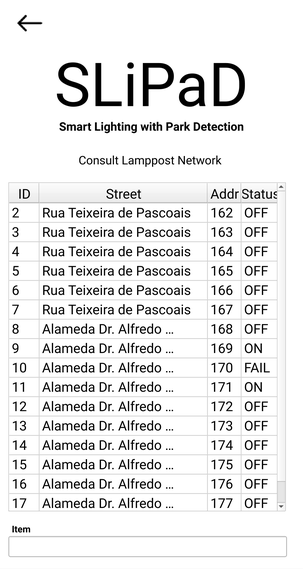 SLiPaD
Smart Lighting with Park Detection
Consult Lamppost Network
ID Street Addr Status
2 Rua Teixeira de Pascoais 162 OFF
3 Rua Teixeira de Pascoais 163 OFF
4 Rua Teixeira de Pascoais 164 OFF
5 Rua Teixeira de Pascoais 165 OFF
6 Rua Teixeira de Pascoais 166 OFF
7 Rua Teixeira de Pascoais 167 OFF
8 Alameda Dr. Alfredo ... 168 OFF
9 Alameda Dr. Alfredo ... 169 ON
10 Alameda Dr. Alfredo ... 170 FAIL
11 Alameda Dr. Alfredo ... 171 ON
12 Alameda Dr. Alfredo ... 172 OFF
13 Alameda Dr. Alfredo ... 173 OFF
14 Alameda Dr. Alfredo ... 174 OFF
15 Alameda Dr. Alfredo ... 175 OFF
16 Alameda Dr. Alfredo ... 176 OFF
17 Alameda Dr. Alfredo ... 177 OFF
Item